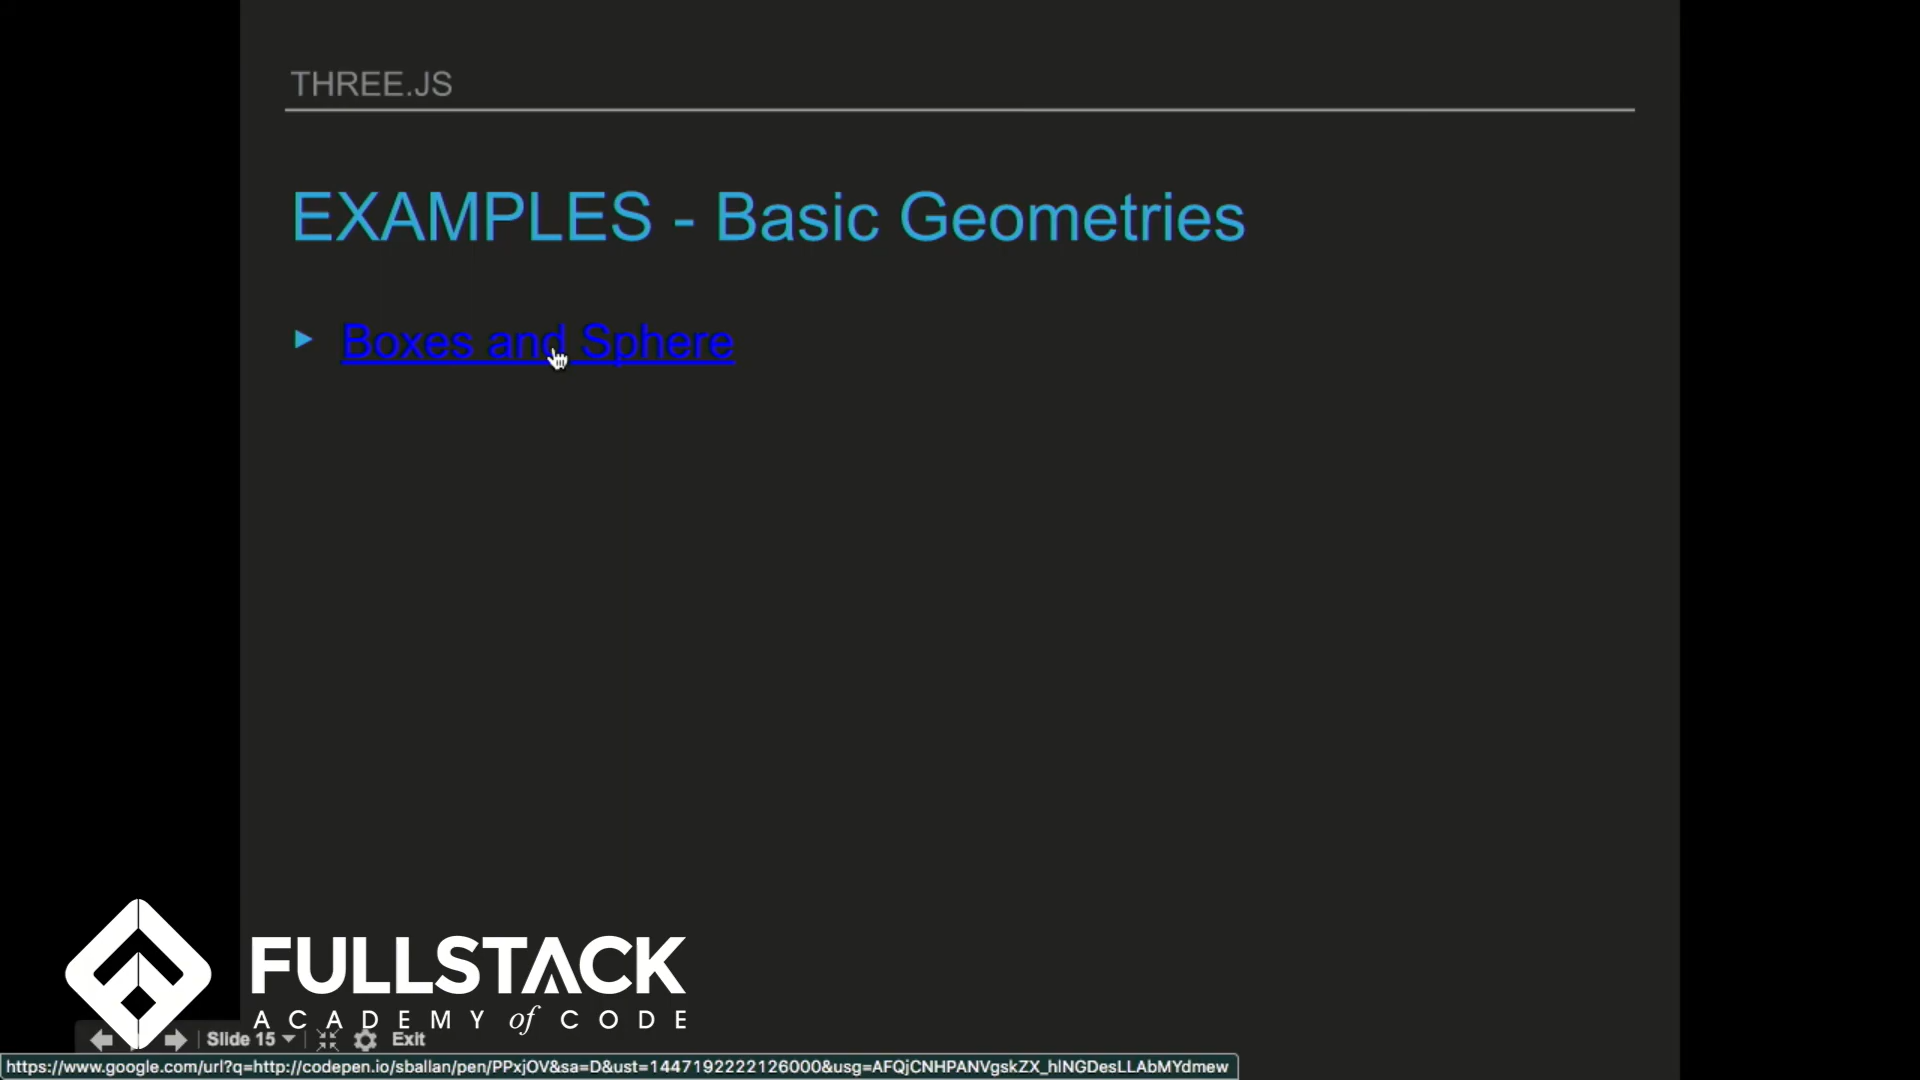 THREE.JS
EXAMPLES - Basic Geometries
Boxes and Sphere
FULLSTACK
ACADEMY of CODE
Slide 15
Exit
https://www.google.com/url?q=http://codepen.io/sballan/pen/PPxjOV&sa=D&ust=1447192222126000&usg=AFQjCNHPANVgskZX_hlNGDesLLAbMYdmew